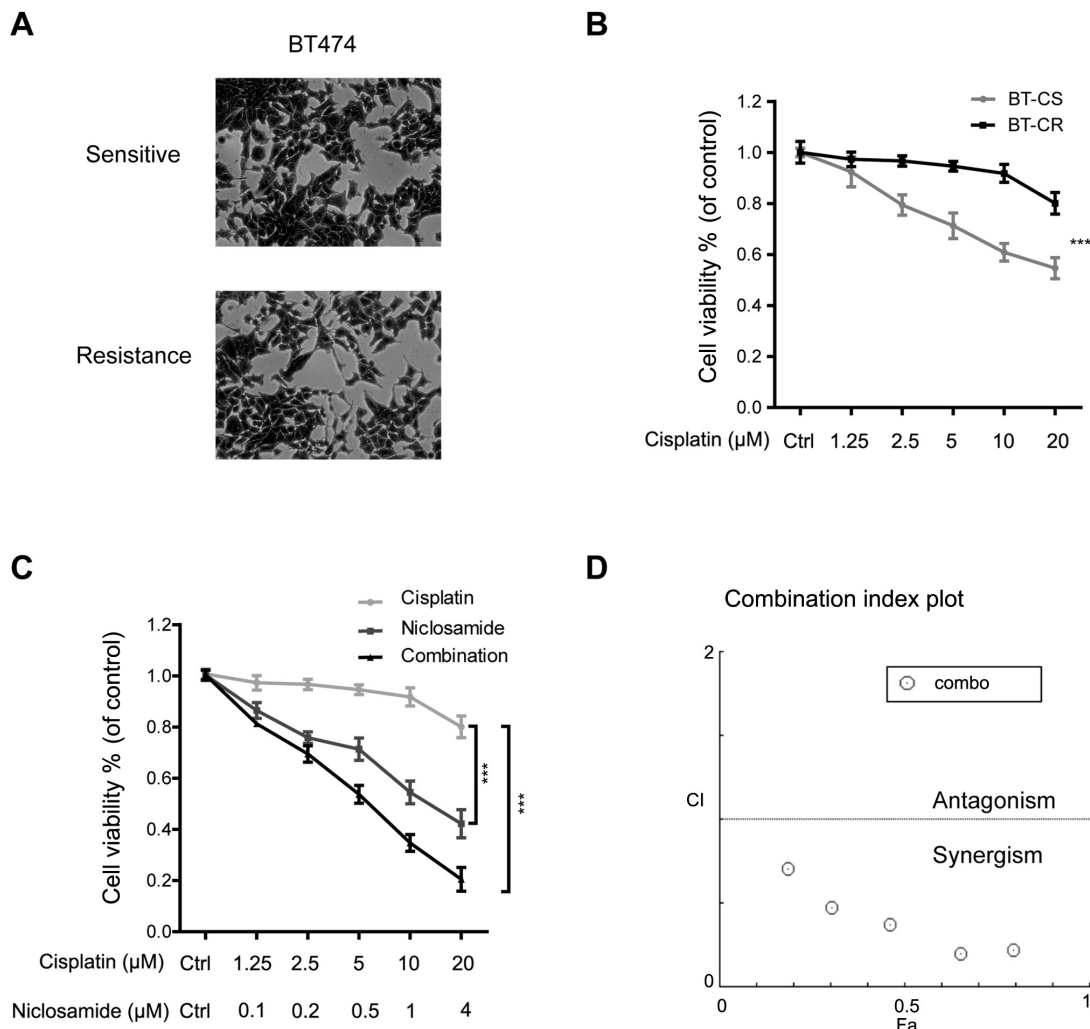 A
BT474
Sensitive
Resistance
B
BT-CS
BT-CR
Cell viability % (of control)
1.2
1.0
0.8
0.6
0.4
0.2
0.0
***
Cisplatin (µM) Ctrl 1.25 2.5 5 10 20
C
Cisplatin
Niclosamide
Combination
Cell viability % (of control)
1.2
1.0
0.8
0.6
0.4
0.2
0.0
***
***
Cisplatin (µM) Ctrl 1.25 2.5 5 10 20
Niclosamide (µM) Ctrl 0.1 0.2 0.5 1 4
D
Combination index plot
2
combo
CI
Antagonism
Synergism
0
0 0.5 1
Fa